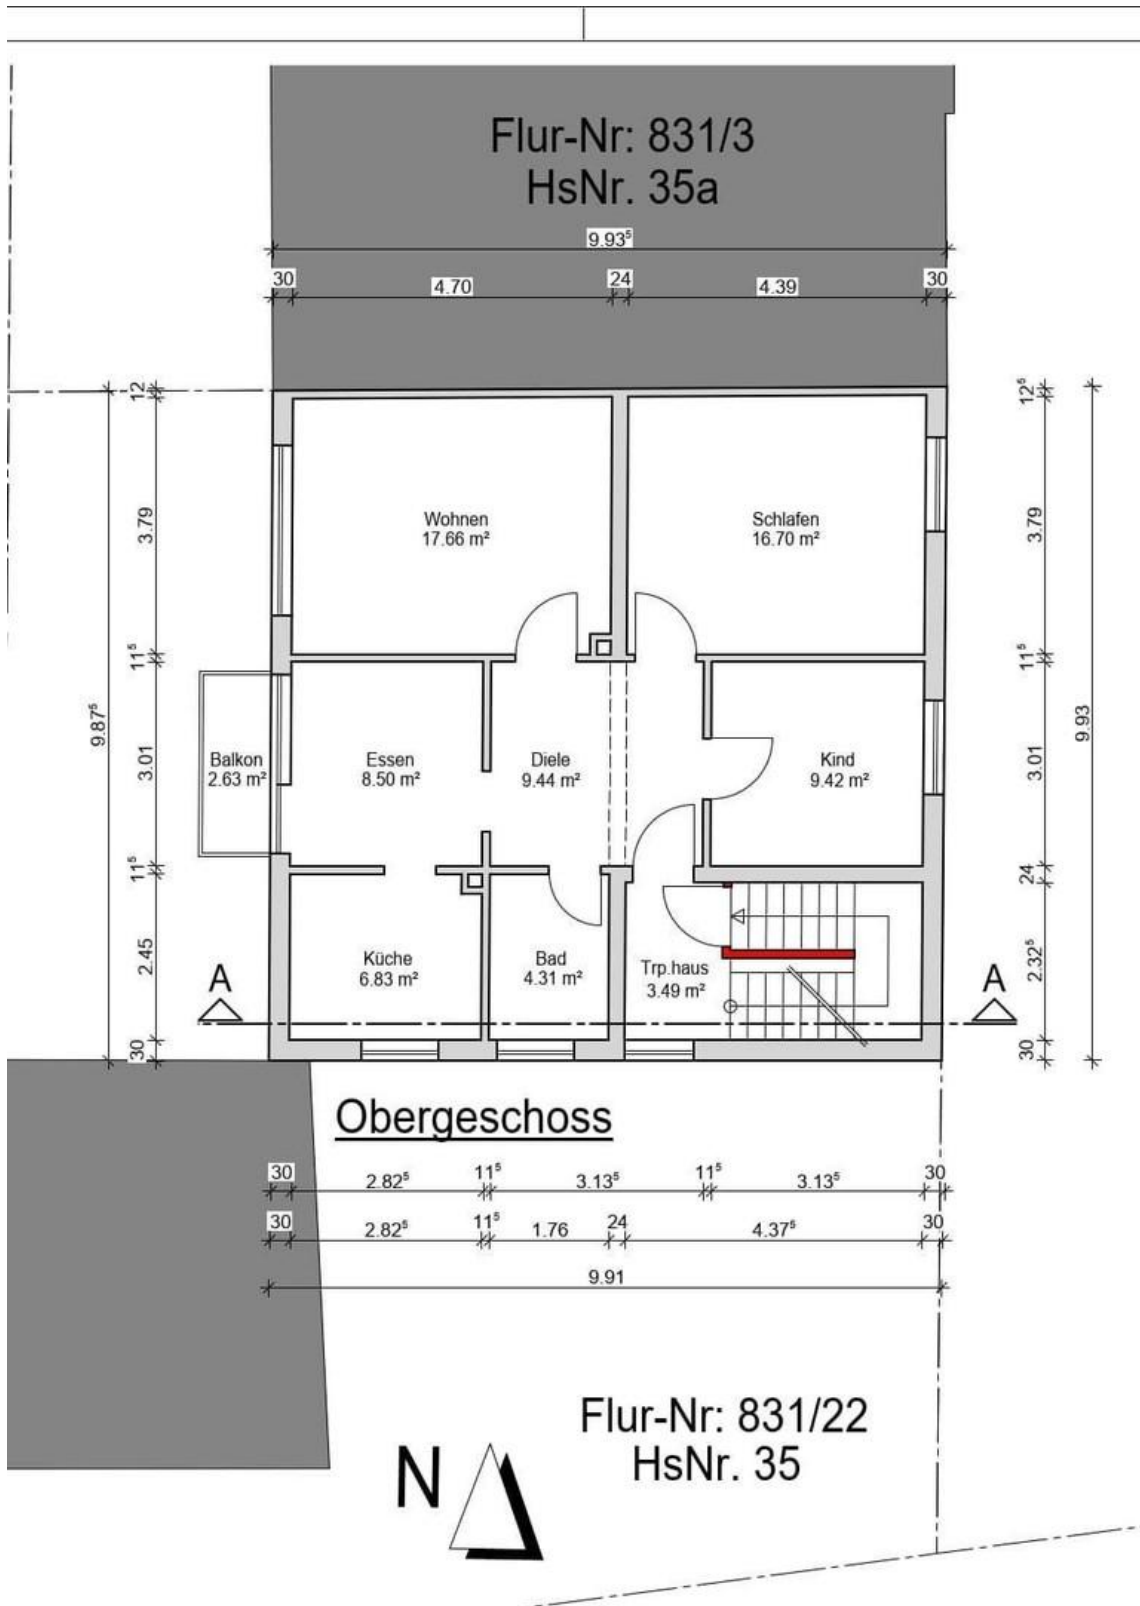 Flur-Nr: 831/3
HsNr. 35a
9.93⁵
30 4.70 24 4.39 30
12
12⁵
3.79
3.79
Wohnen
17.66 m²
Schlafen
16.70 m²
11⁵
11⁵
9.87⁵
9.93
3.01
3.01
Balkon
2.63 m²
Essen
8.50 m²
Diele
9.44 m²
Kind
9.42 m²
11⁵
24
2.45
2.32⁵
Küche
6.83 m²
Bad
4.31 m²
Trp.haus
3.49 m²
A
A
30
30
Obergeschoss
30 2.82⁵ 11⁵ 3.13⁵ 11⁵ 3.13⁵ 30
30 2.82⁵ 11⁵ 1.76 24 4.37⁵ 30
9.91
Flur-Nr: 831/22
HsNr. 35
N